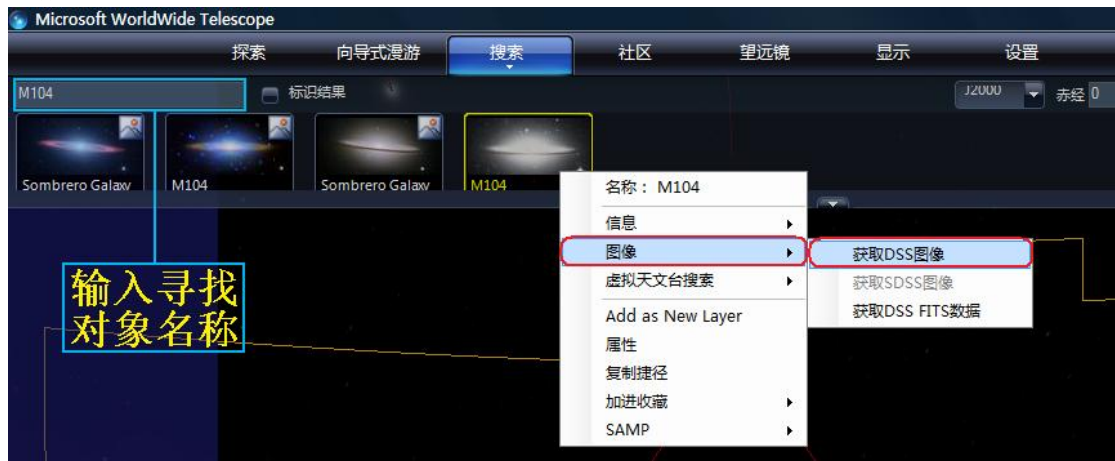 Microsoft WorldWide Telescope
探索 向导式漫游 搜索 社区 望远镜 显示 设置
M104 标识结果 J2000 赤经 0
Sombrero Galaxy M104 Sombrero Galaxy M104
名称： M104
信息
图像
获取DSS图像
虚拟天文台搜索
获取SDSS图像
Add as New Layer
获取DSS FITS数据
属性
复制捷径
加进收藏
SAMP
输入寻找
对象名称